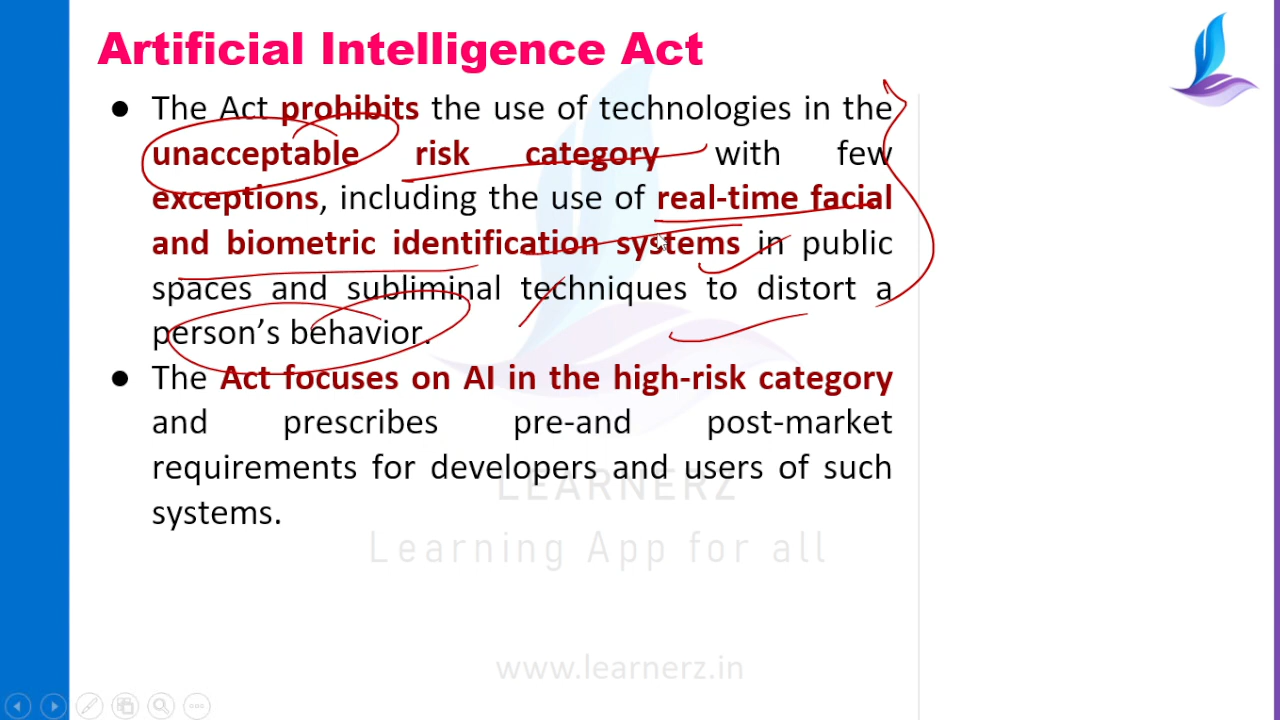 Artificial Intelligence Act
● The Act prohibits the use of technologies in the
unacceptable risk category with few
exceptions, including the use of real-time facial
and biometric identification systems in public
spaces and subliminal techniques to distort a
person’s behavior.
● The Act focuses on AI in the high-risk category
and prescribes pre-and post-market
requirements for developers and users of such
systems.
LEARNERZ
Learning App for all
www.learnerz.in